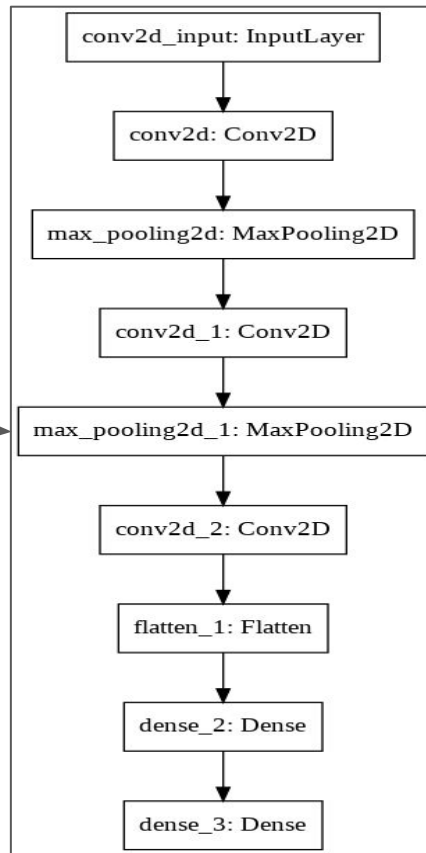 conv2d_input: InputLayer
conv2d: Conv2D
max_pooling2d: MaxPooling2D
conv2d_1: Conv2D
max_pooling2d_1: MaxPooling2D
conv2d_2: Conv2D
flatten_1: Flatten
dense_2: Dense
dense_3: Dense